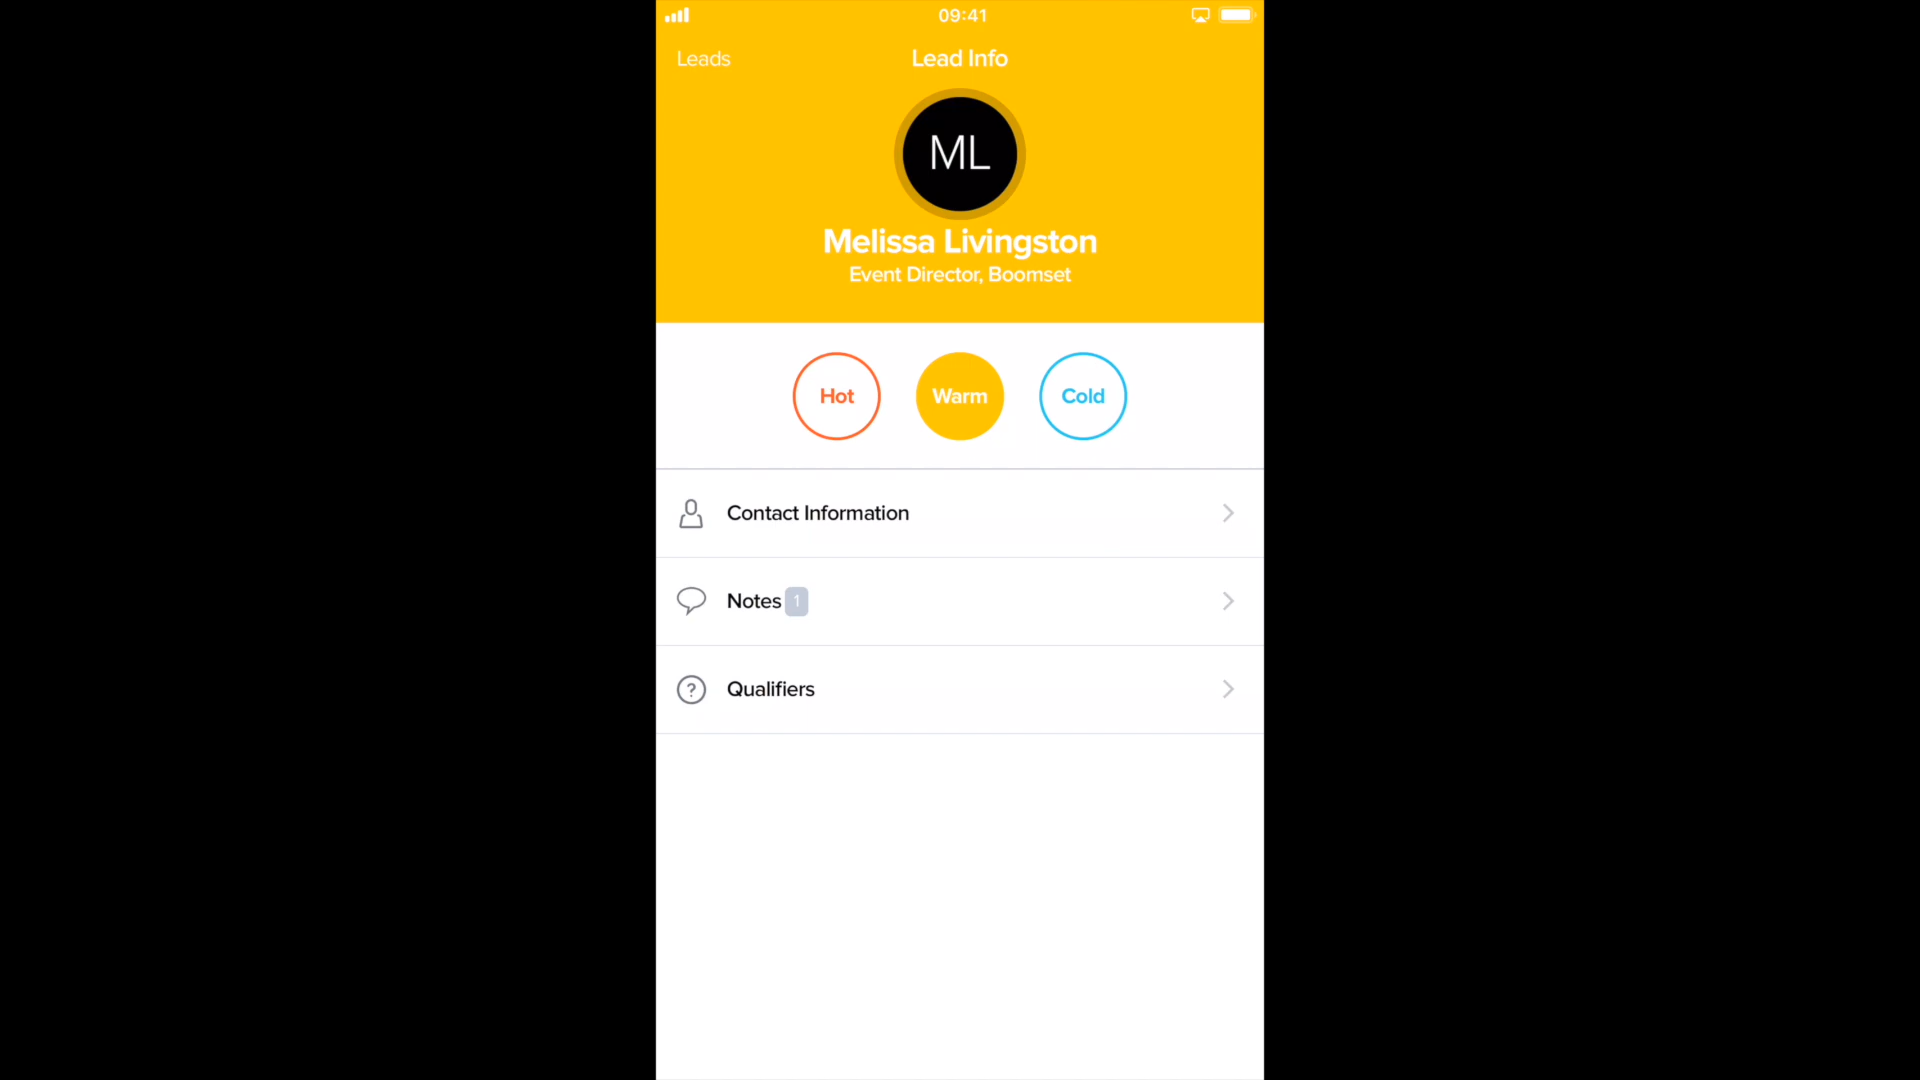 09:41
Leads
Lead Info
ML
Melissa Livingston
Event Director, Boomset
Hot
Warm
Cold
Contact Information
Notes 1
? Qualifiers